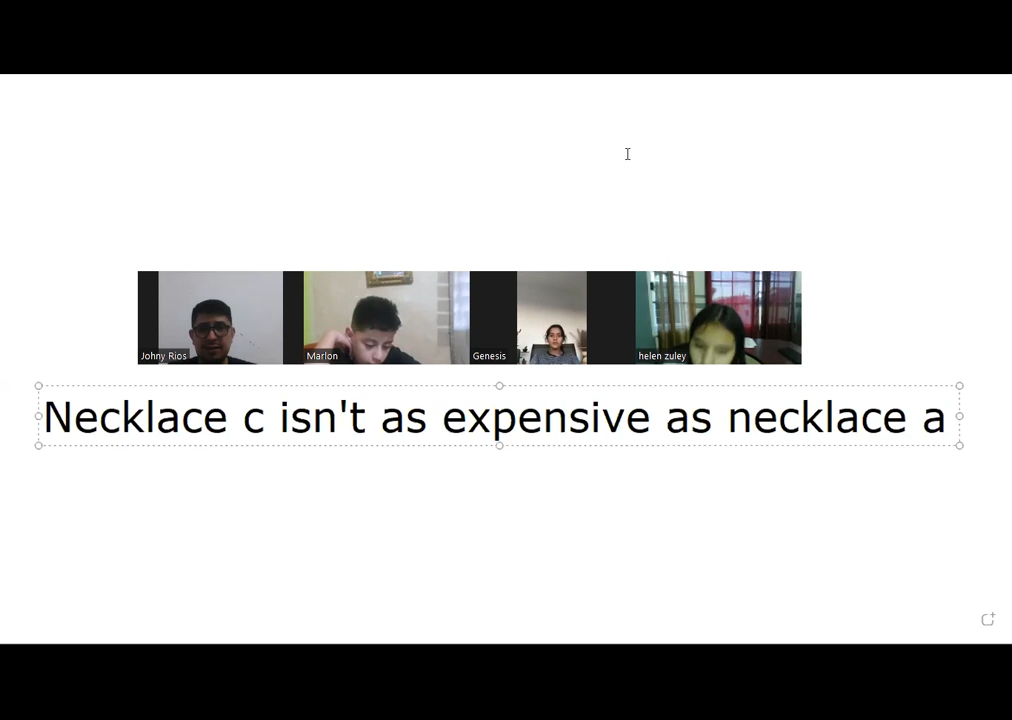 Johny Rios
Marlon
Genesis
helen zuley
Necklace c isn't as expensive as necklace a